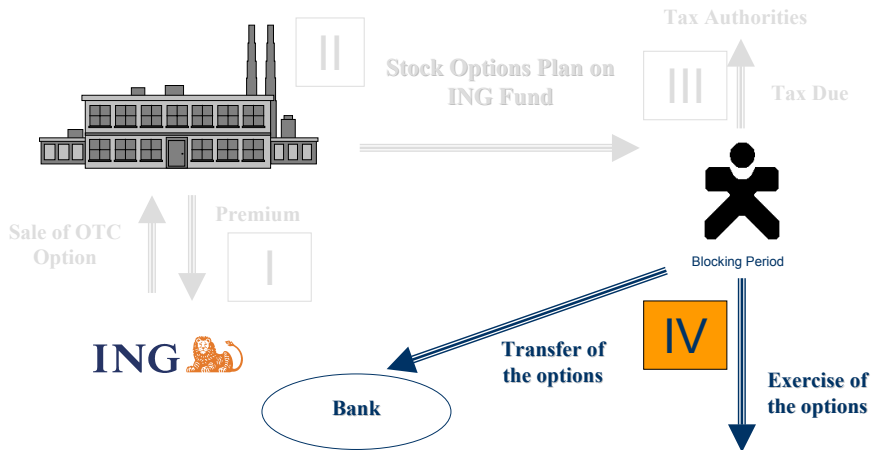 Tax Authorities
II
Stock Options Plan on
ING Fund
III
Tax Due
Premium
Sale of OTC
Option
I
Blocking Period
ING
IV
Transfer of
the options
Exercise of
the options
Bank